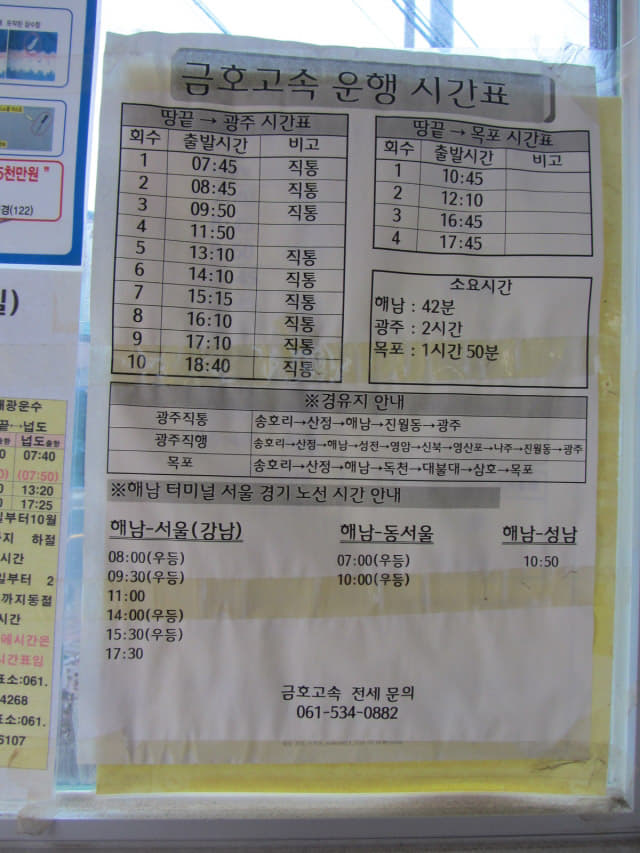 금호고속 운행 시간표
땅끝 → 광주 시간표
회수 출발시간 비고
1 07:45 직통
2 08:45 직통
3 09:50 직통
4 11:50
5 13:10 직통
6 14:10 직통
7 15:15 직통
8 16:10 직통
9 17:10 직통
10 18:40 직통
땅끝 → 목포 시간표
회수 출발시간 비고
1 10:45
2 12:10
3 16:45
4 17:45
소요시간
해남 : 42분
광주 : 2시간
목포 : 1시간 50분
※경유지 안내
광주직통 송호리→산정→해남→진월동→광주
광주직행 송호리→산정→해남→성전→영암→신북→영산포→나주→진월동→광주
목포 송호리→산정→해남→독천→대불대→삼호→목포
※해남 터미널 서울 경기 노선 시간 안내
해남-서울(강남)
08:00(우등)
09:30(우등)
11:00
14:00(우등)
15:30(우등)
17:30
해남-동서울
07:00(우등)
10:00(우등)
해남-성남
10:50
금호고속 전세 문의
061-534-0882
5천만원 "
경(122)
일)
광운수
끝↔넙도
넙도출항
07:40
(07:50)
13:20
17:25
일부터10월
지 하절
시간
일부터 2
까지동절
시간
에시간은
시간표임
표소:061.
4268
표소:061.
6107